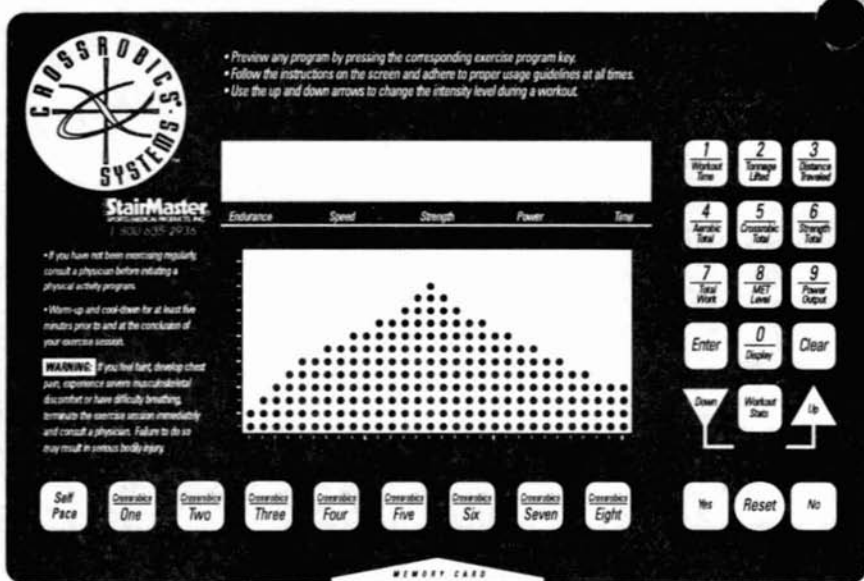 CROSSROBICS®
SYSTEMS™
• Preview any program by pressing the corresponding exercise program key.
• Follow the instructions on the screen and adhere to proper usage guidelines at all times.
• Use the up and down arrows to change the intensity level during a workout.
StairMaster
SPORTS/MEDICAL PRODUCTS, INC.
1-800-635-2936
Endurance Speed Strength Power Time
• If you have not been exercising regularly,
consult a physician before initiating a
physical activity program.
• Warm-up and cool-down for at least five
minutes prior to and at the conclusion of
your exercise session.
WARNING: If you feel faint, develop chest
pain, experience severe musculoskeletal
discomfort or have difficulty breathing,
terminate the exercise session immediately
and consult a physician. Failure to do so
may result in serious bodily injury.
1 Workout Time
2 Tonnage Lifted
3 Distance Traveled
4 Aerobic Total
5 Crossrobic Total
6 Strength Total
7 Total Work
8 MET Level
9 Power Output
Enter
0 Display
Clear
Down
Workout Stats
Up
Self Pace
Crossrobics One
Crossrobics Two
Crossrobics Three
Crossrobics Four
Crossrobics Five
Crossrobics Six
Crossrobics Seven
Crossrobics Eight
Yes
Reset
No
MEMORY CARD